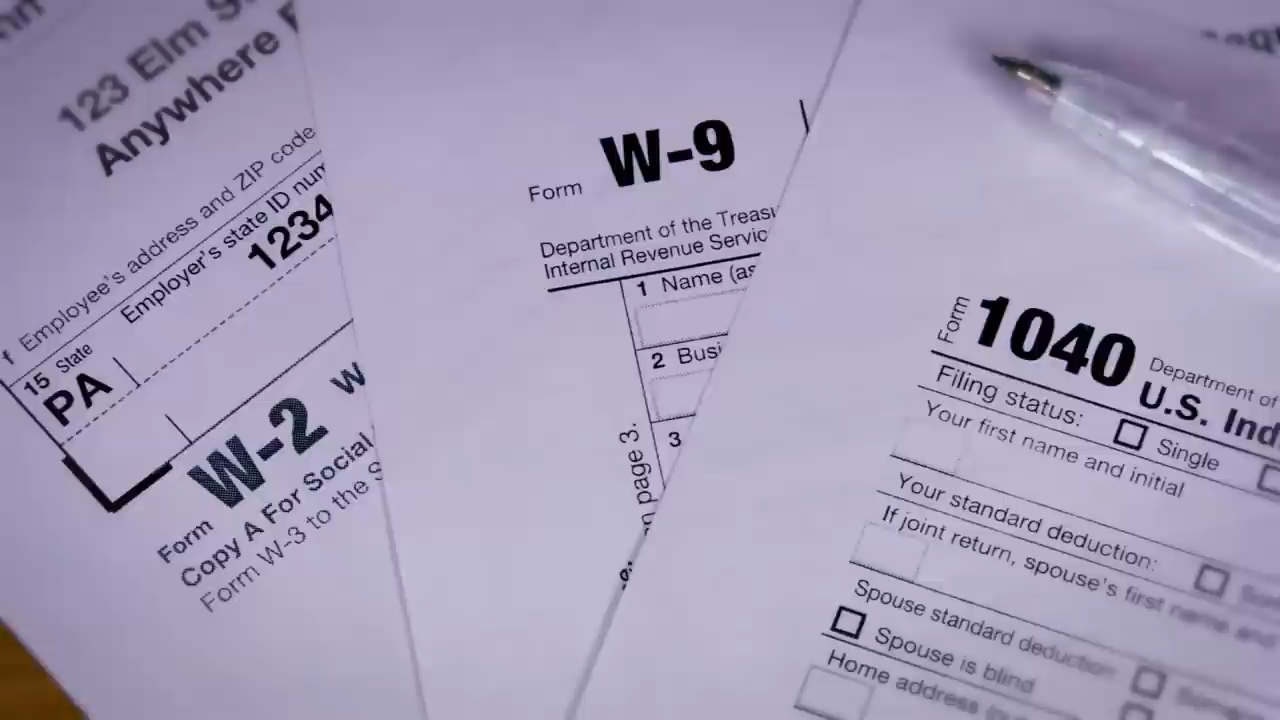 123 Elm
Anywhere
f Employee's address and ZIP code
15 State
Employer's state ID num
PA
1234
Form W-2 W
Copy A For Social
Form W-3 to the S
Form W-9
Department of the Treasu
Internal Revenue Servic
1 Name (as
2 Busi
3
n page 3.
Form 1040 Department of
U.S. Ind
Filing status:
Single
Your first name and initial
Your standard deduction:
If joint return, spouse's first name and
Spouse standard deduction:
Spouse is blind
Home address